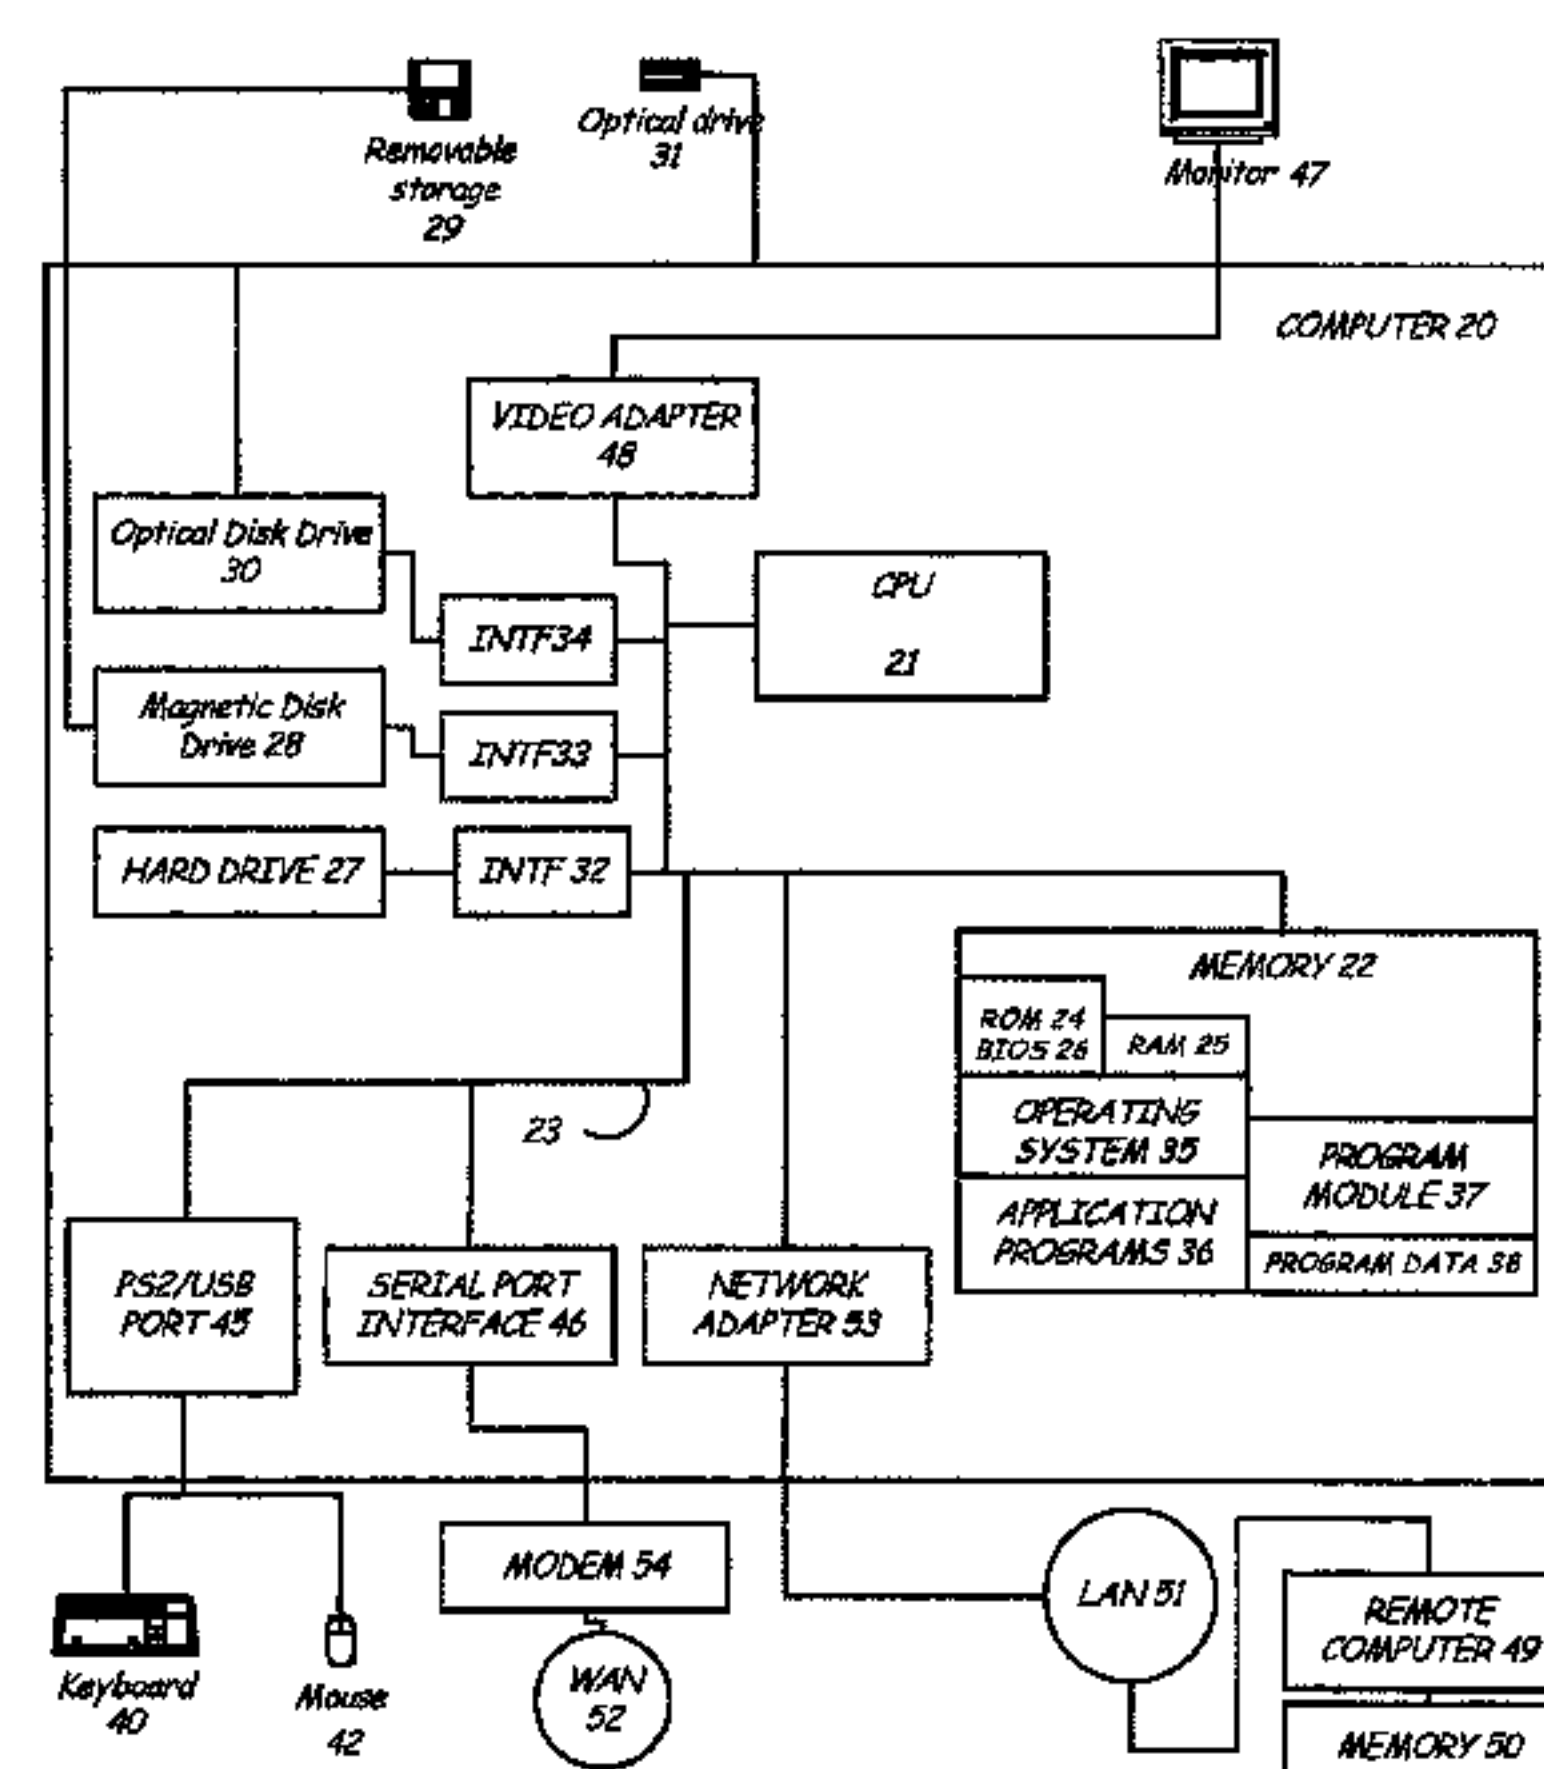 Removable
storage
29
Optical drive
31
Monitor 47
COMPUTER 20
VIDEO ADAPTER
48
Optical Disk Drive
30
CPU
21
INTF34
Magnetic Disk
Drive 28
INTF33
HARD DRIVE 27
INTF 32
MEMORY 22
ROM 24
BIOS 26
RAM 25
OPERATING
SYSTEM 35
PROGRAM
MODULE 37
APPLICATION
PROGRAMS 36
PROGRAM DATA 38
23
PS2/USB
PORT 45
SERIAL PORT
INTERFACE 46
NETWORK
ADAPTER 53
MODEM 54
LAN 51
REMOTE
COMPUTER 49
Keyboard
40
Mouse
42
WAN
52
MEMORY 50